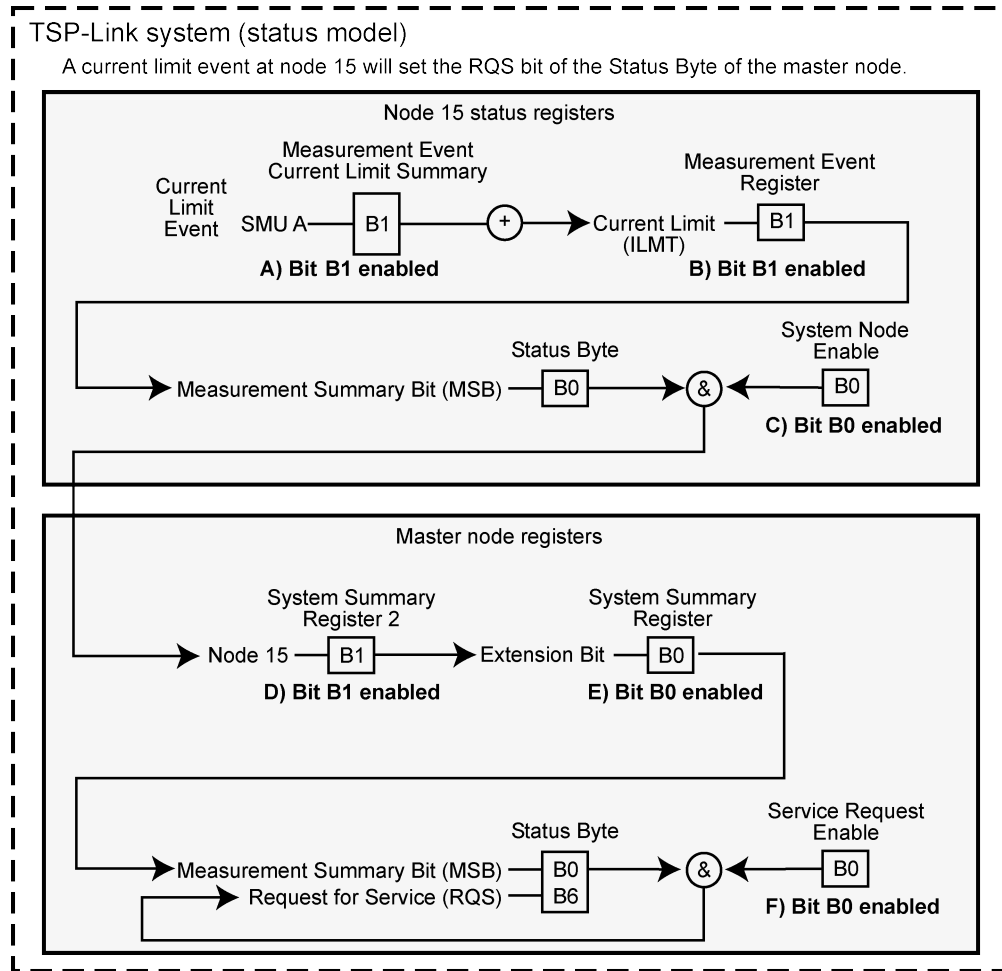 TSP-Link system (status model)
A current limit event at node 15 will set the RQS bit of the Status Byte of the master node.
Node 15 status registers
Measurement Event
Current Limit Summary
Current
Limit
Event
SMU A
B1
A) Bit B1 enabled
+
Current Limit
(ILMT)
Measurement Event
Register
B1
B) Bit B1 enabled
Measurement Summary Bit (MSB)
Status Byte
B0
&
System Node
Enable
B0
C) Bit B0 enabled
Master node registers
Node 15
System Summary
Register 2
B1
D) Bit B1 enabled
Extension Bit
System Summary
Register
B0
E) Bit B0 enabled
Status Byte
Measurement Summary Bit (MSB)
B0
Request for Service (RQS)
B6
&
Service Request
Enable
B0
F) Bit B0 enabled